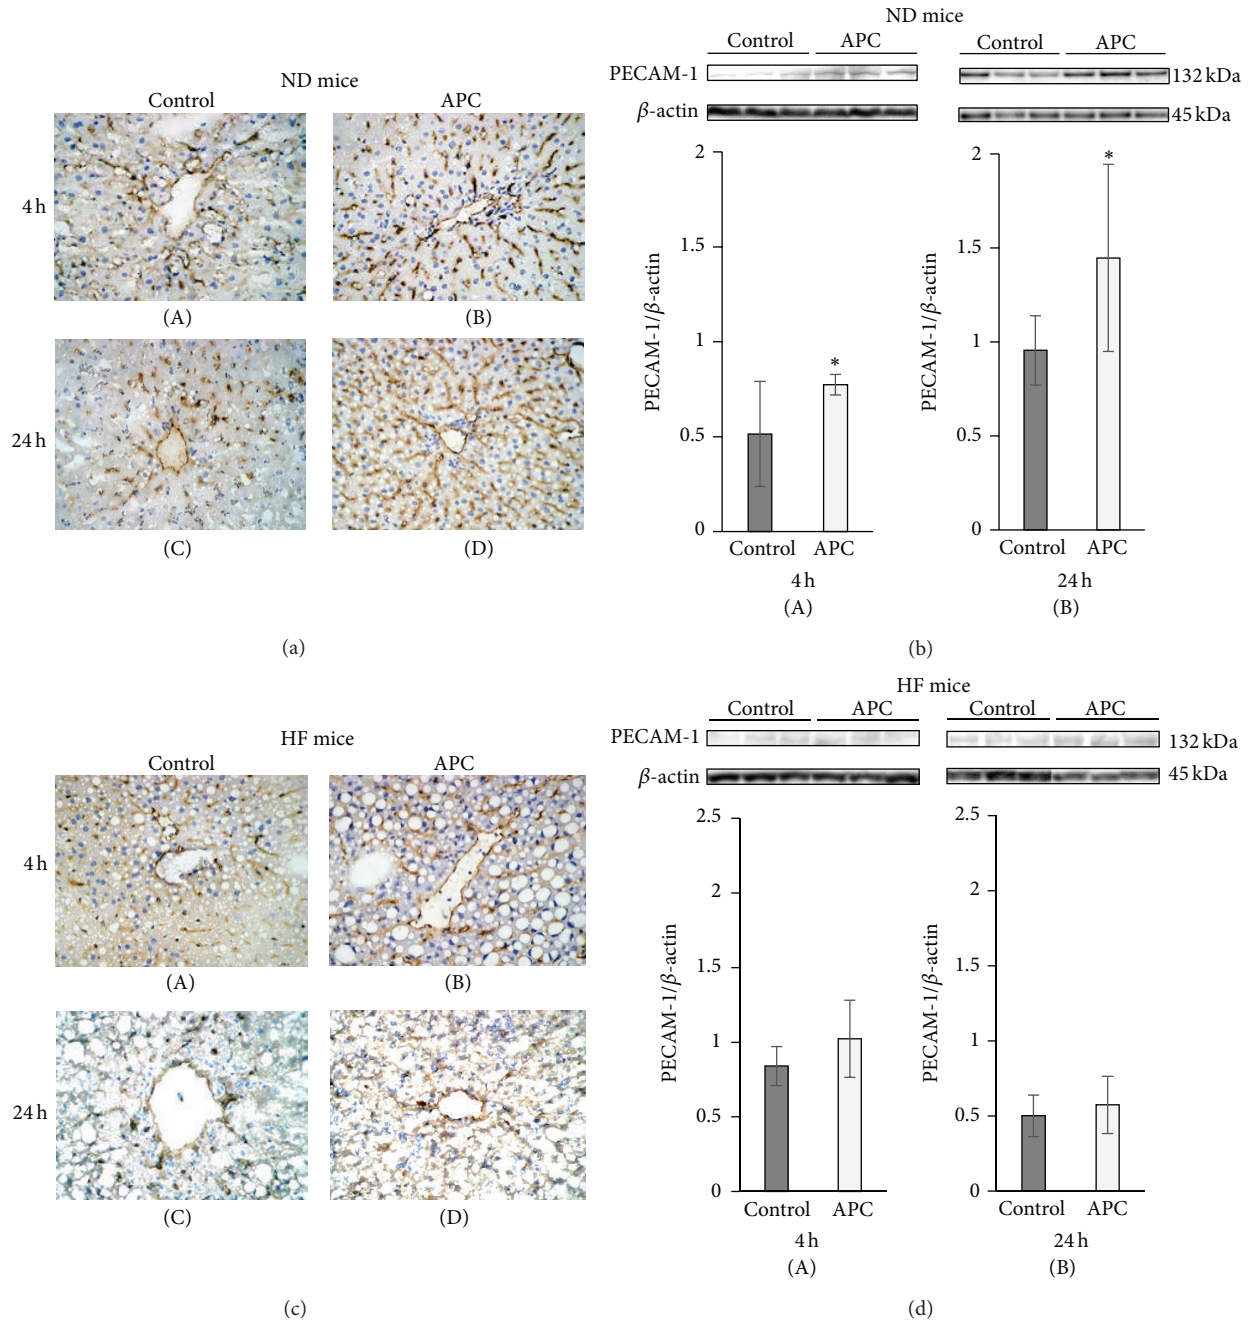 ND mice
Control APC
4 h
(A) (B)
24 h
(C) (D)
(a)
ND mice
Control APC Control APC
PECAM-1 132 kDa
β-actin 45 kDa
PECAM-1/β-actin
2
1.5
1
0.5
0
*
Control APC
4 h
(A)
PECAM-1/β-actin
2
1.5
1
0.5
0
*
Control APC
24 h
(B)
(b)
HF mice
Control APC
4 h
(A) (B)
24 h
(C) (D)
(c)
HF mice
Control APC Control APC
PECAM-1 132 kDa
β-actin 45 kDa
PECAM-1/β-actin
2.5
2
1.5
1
0.5
0
Control APC
4 h
(A)
PECAM-1/β-actin
2.5
2
1.5
1
0.5
0
Control APC
24 h
(B)
(d)